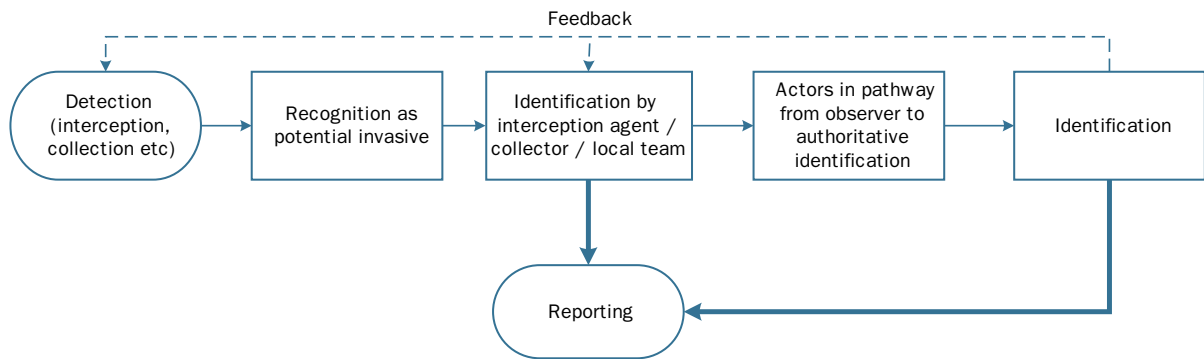 Feedback
Detection
(interception,
collection etc)
Recognition as
potential invasive
Identification by
interception agent /
collector / local team
Actors in pathway
from observer to
authoritative
identification
Identification
Reporting